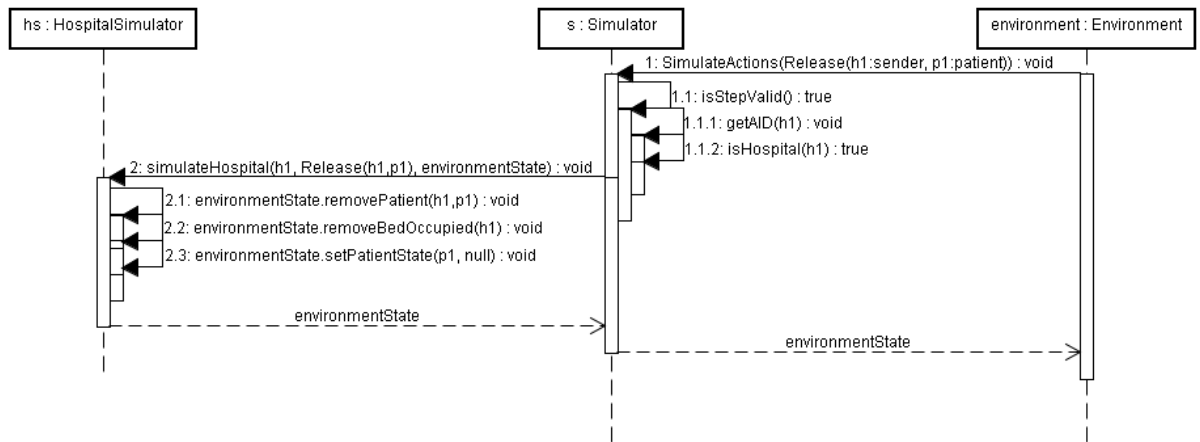 hs : HospitalSimulator
s : Simulator
environment : Environment
1: SimulateActions(Release(h1:sender, p1:patient)) : void
1.1: isStepValid() : true
1.1.1: getAID(h1) : void
1.1.2: isHospital(h1) : true
2: simulateHospital(h1, Release(h1,p1), environmentState) : void
2.1: environmentState.removePatient(h1,p1) : void
2.2: environmentState.removeBedOccupied(h1) : void
2.3: environmentState.setPatientState(p1, null) : void
environmentState
environmentState